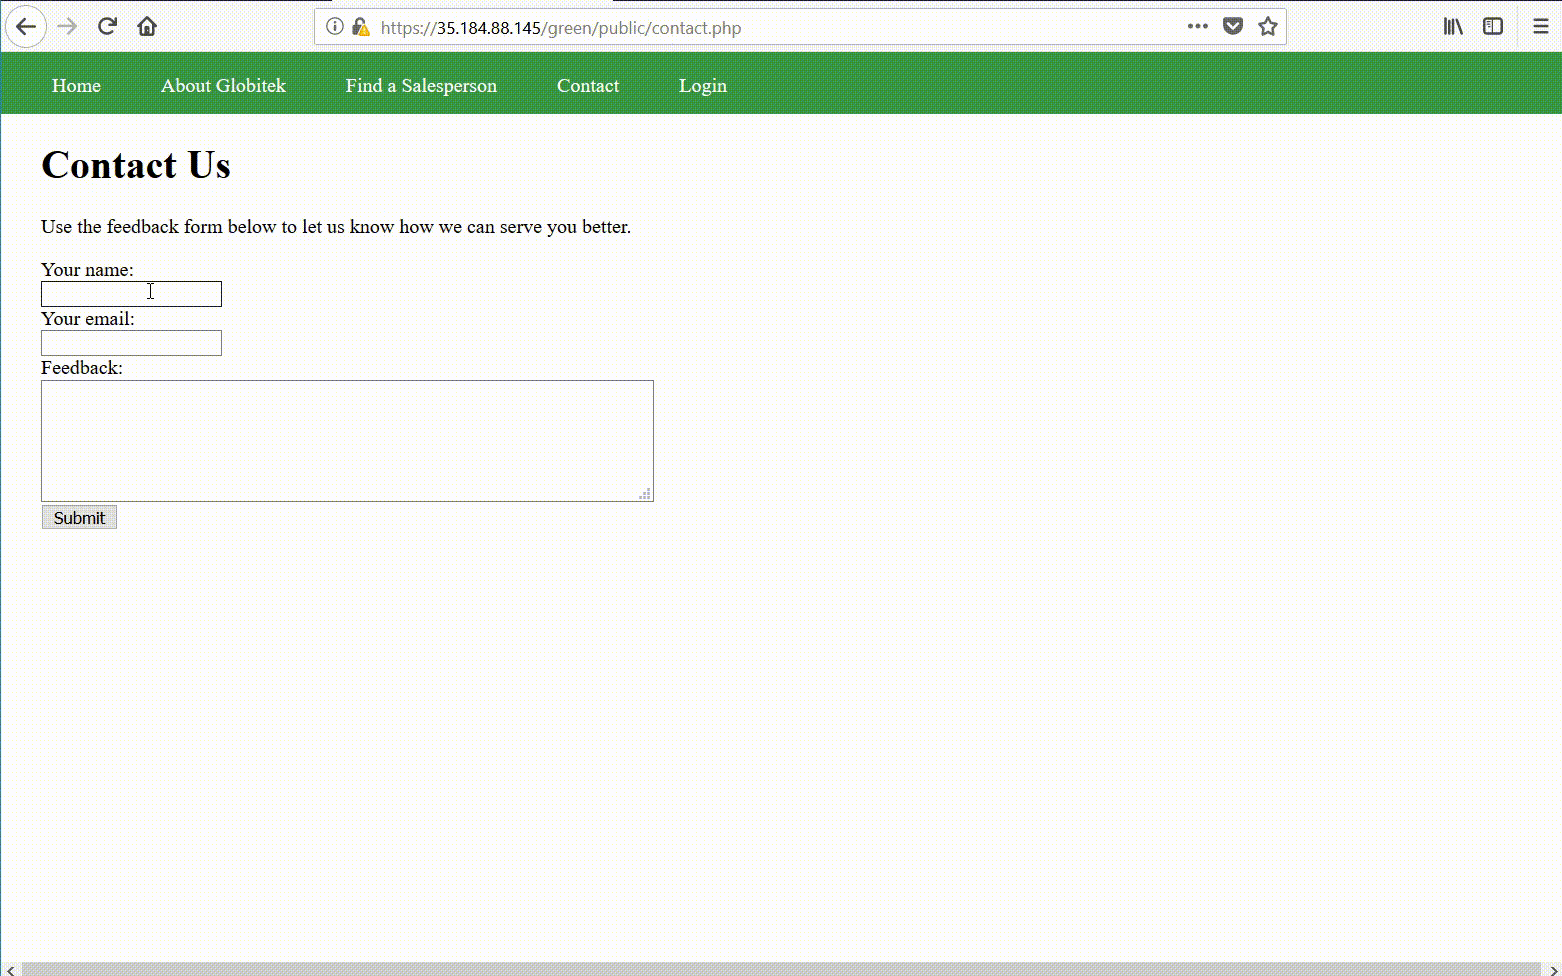 https://35.184.88.145/green/public/contact.php
Home About Globitek Find a Salesperson Contact Login
Contact Us
Use the feedback form below to let us know how we can serve you better.
Your name:
Your email:
Feedback:
Submit